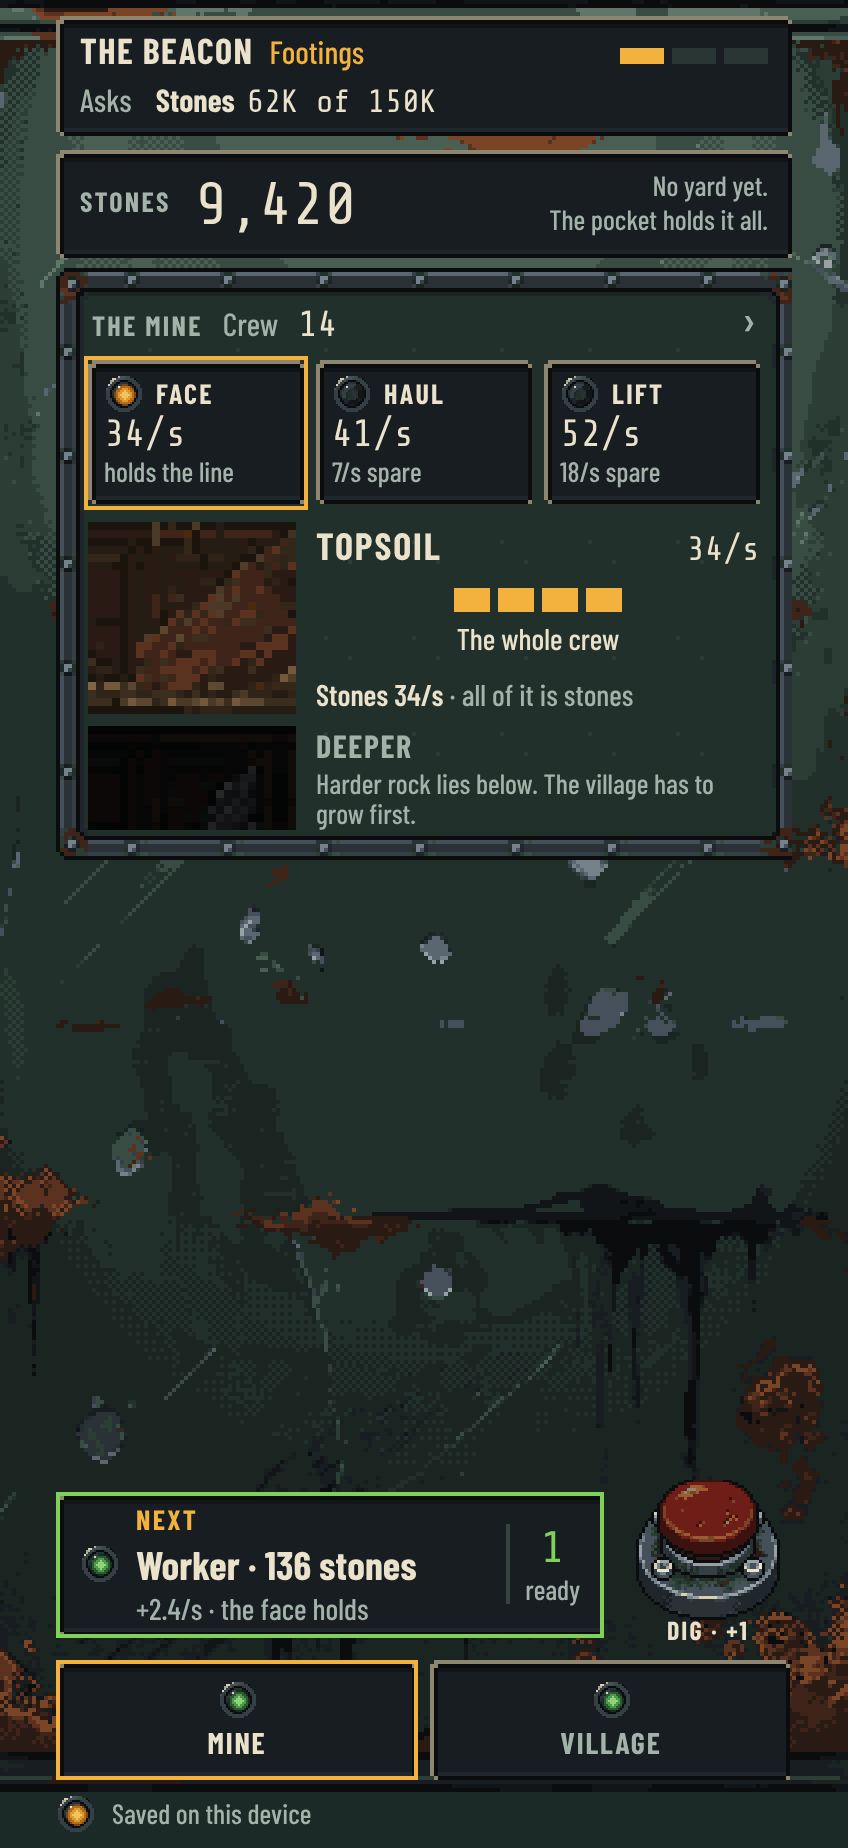 THE BEACON Footings
Asks Stones 62K of 150K
STONES 9,420
No yard yet.
The pocket holds it all.
THE MINE Crew 14 ›
FACE
34/s
holds the line
HAUL
41/s
7/s spare
LIFT
52/s
18/s spare
TOPSOIL 34/s
The whole crew
Stones 34/s · all of it is stones
DEEPER
Harder rock lies below. The village has to
grow first.
NEXT
Worker · 136 stones
+2.4/s · the face holds
1
ready
DIG · +1
MINE
VILLAGE
Saved on this device